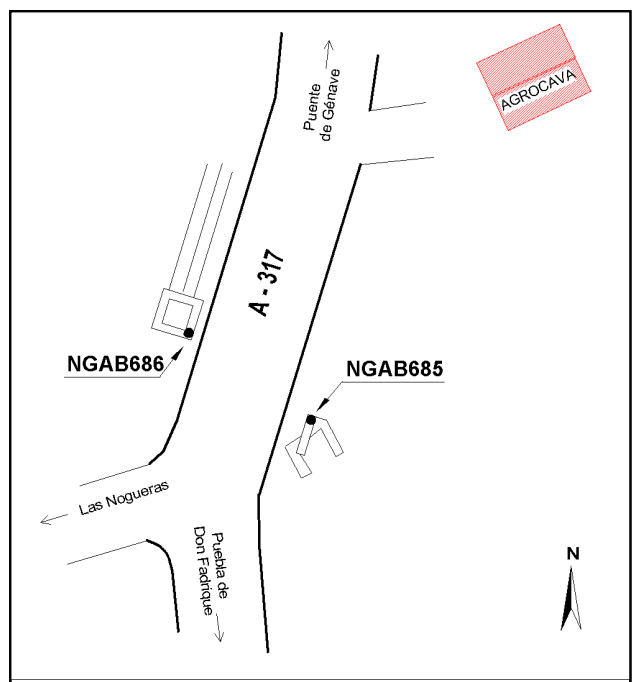 Puente
de Génave
AGROCAVA
A - 317
NGAB686
NGAB685
Las Nogueras
Puebla de
Don Fadrique
N